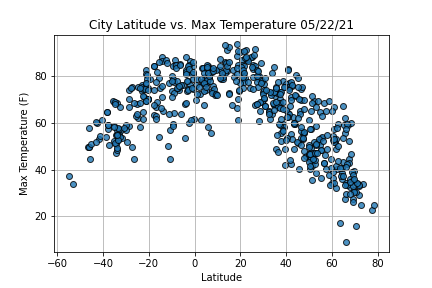 City Latitude vs. Max Temperature 05/22/21
Max Temperature (F)
80
60
40
20
−60 −40 −20 0 20 40 60 80
Latitude